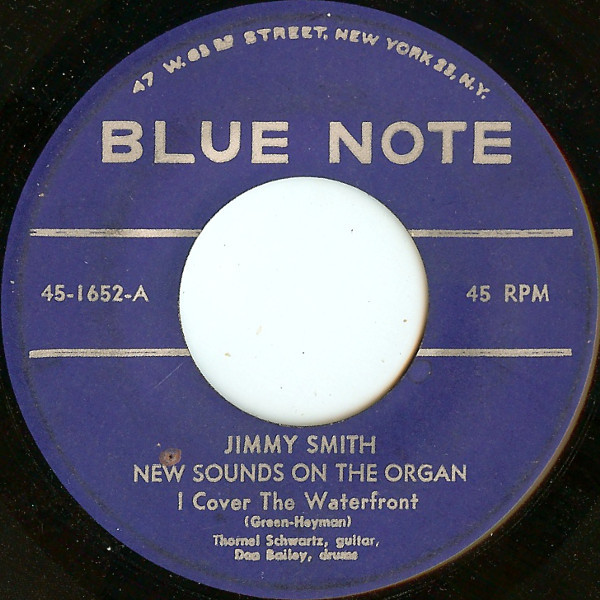 47 W. 63RD STREET, NEW YORK 23, N.Y.
BLUE NOTE
45-1652-A
45 RPM
JIMMY SMITH
NEW SOUNDS ON THE ORGAN
I Cover The Waterfront
(Green-Heyman)
Thornel Schwartz, guitar,
Don Bailey, drums